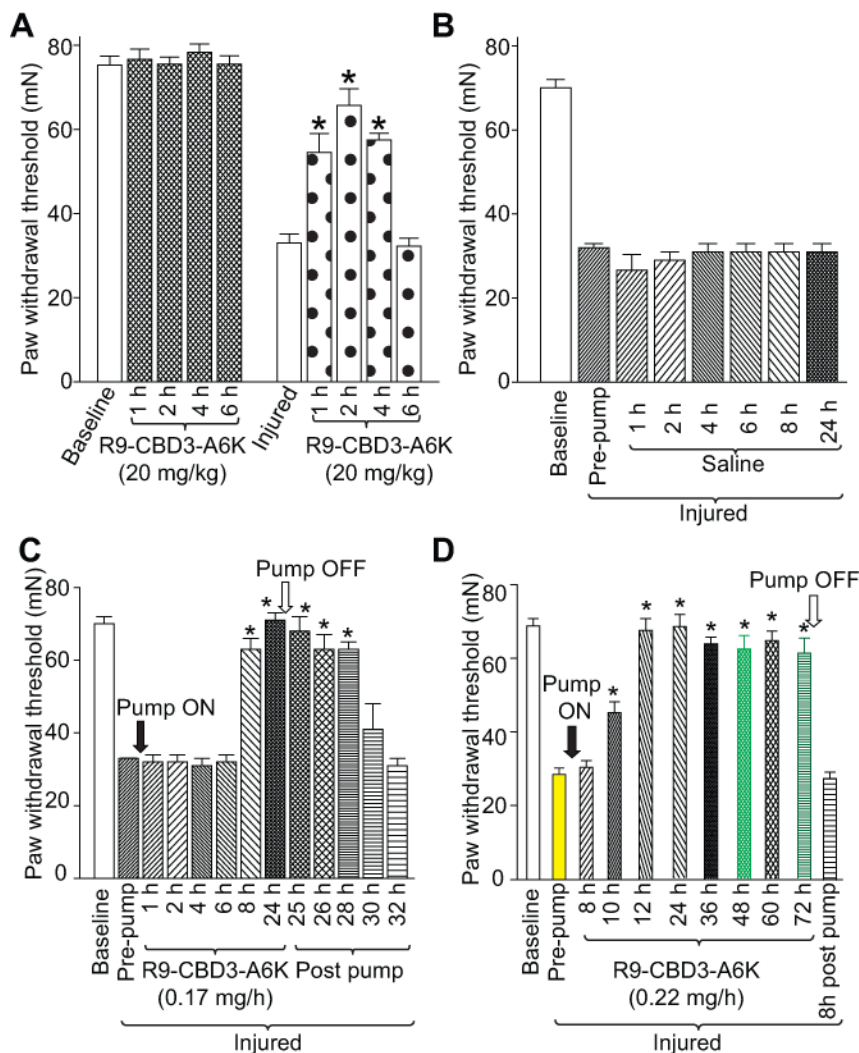 A
Paw withdrawal threshold (mN)
80
60
40
20
0
* * *
Baseline
1 h
2 h
4 h
6 h
Injured
1 h
2 h
4 h
6 h
R9-CBD3-A6K
(20 mg/kg)
R9-CBD3-A6K
(20 mg/kg)
B
Paw withdrawal threshold (mN)
80
60
40
20
0
Baseline
Pre-pump
1 h
2 h
4 h
6 h
8 h
24 h
Saline
Injured
C
Paw withdrawal threshold (mN)
80
60
40
20
0
Pump OFF
* * * * *
Pump ON
Baseline
Pre-pump
1 h
2 h
4 h
6 h
8 h
24 h
25 h
26 h
28 h
30 h
32 h
R9-CBD3-A6K
(0.17 mg/h)
Post pump
Injured
D
Paw withdrawal threshold (mN)
80
60
40
20
0
Pump OFF
* * * * * * *
Pump
ON
*
Baseline
Pre-pump
8 h
10 h
12 h
24 h
36 h
48 h
60 h
72 h
8h post pump
R9-CBD3-A6K
(0.22 mg/h)
Injured